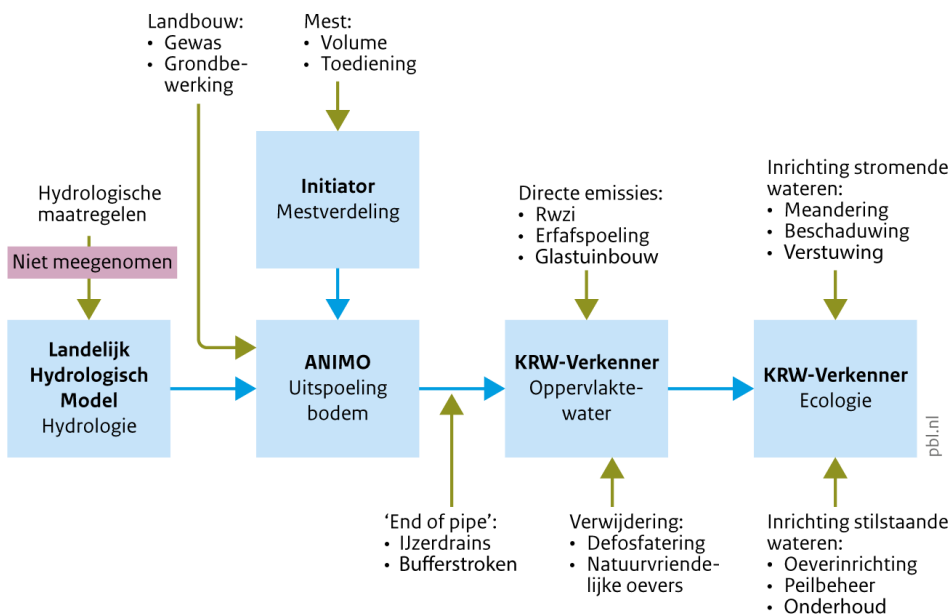 Landbouw:
• Gewas
• Grondbe-
werking
Mest:
• Volume
• Toediening
Initiator
Mestverdeling
Hydrologische
maatregelen
Niet meegenomen
Directe emissies:
• Rwzi
• Erfafspoeling
• Glastuinbouw
Inrichting stromende
wateren:
• Meandering
• Beschaduwing
• Verstuwing
Landelijk
Hydrologisch
Model
Hydrologie
ANIMO
Uitspoeling
bodem
KRW-Verkenner
Oppervlakte-
water
KRW-Verkenner
Ecologie
pbl.nl
‘End of pipe’:
• IJzerdrains
• Bufferstroken
Verwijdering:
• Defosfatering
• Natuurvriende-
lijke oevers
Inrichting stilstaande
wateren:
• Oeverinrichting
• Peilbeheer
• Onderhoud